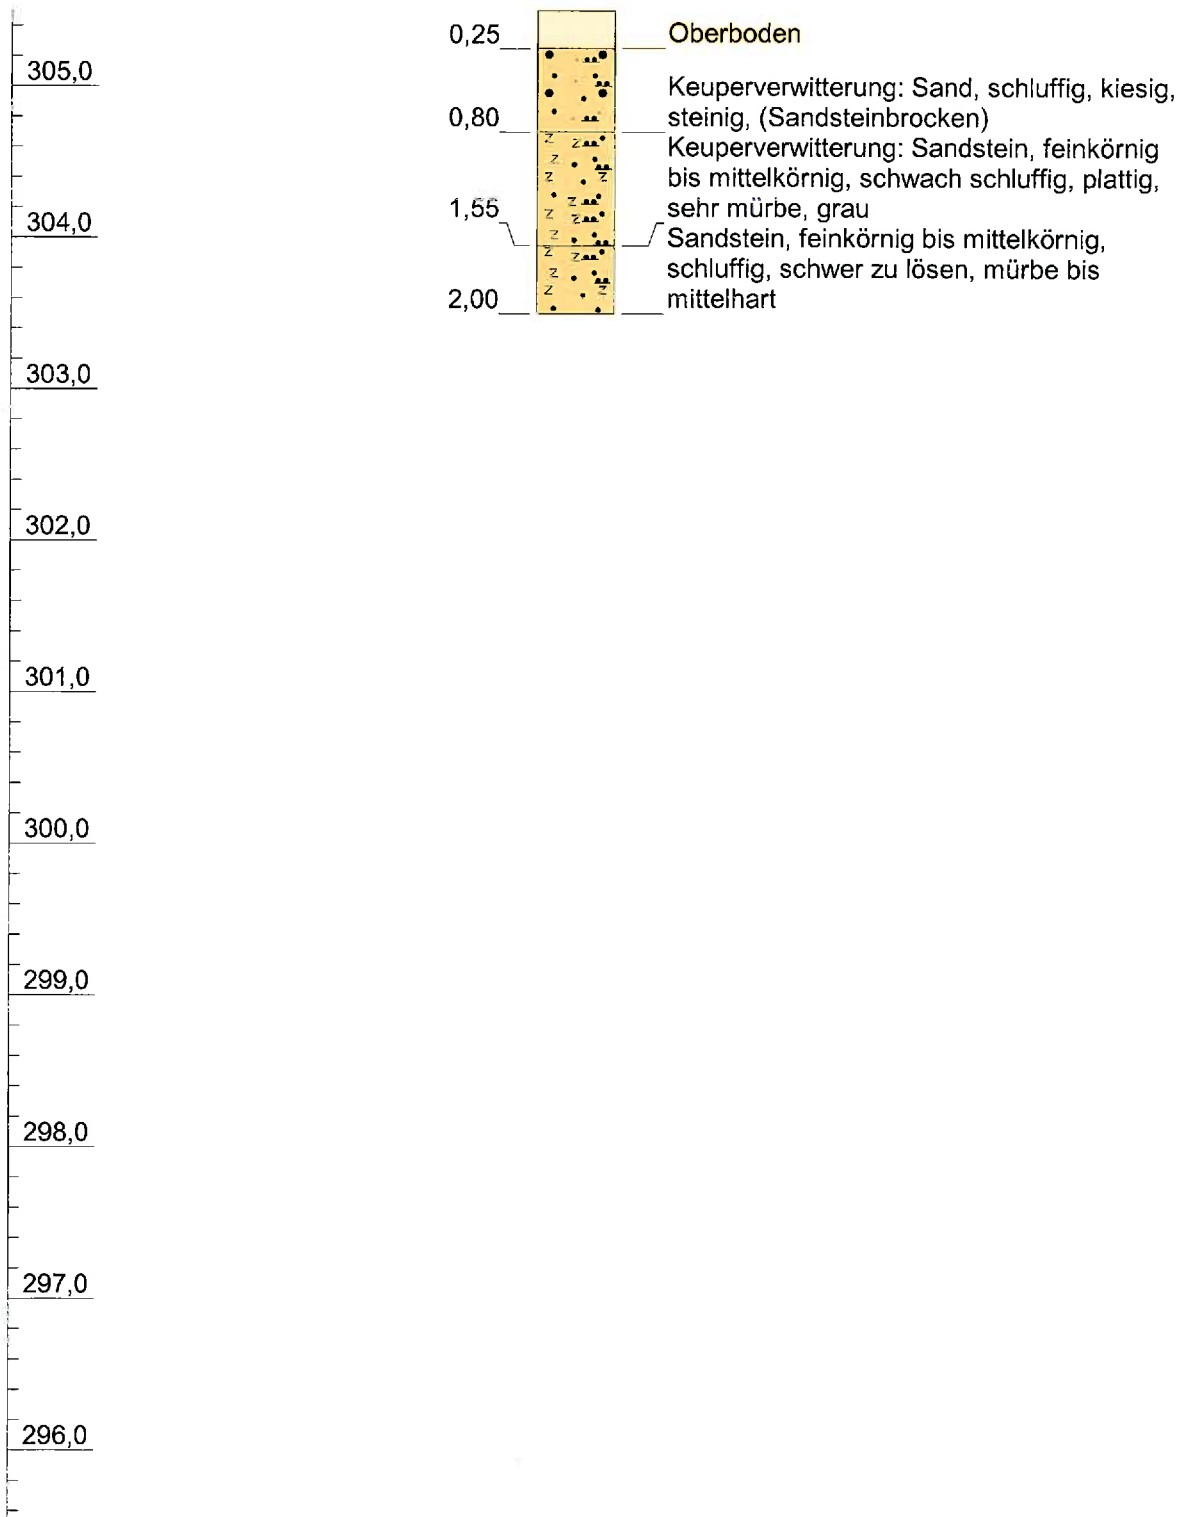 0,25
Oberboden
305,0
Keuperverwitterung: Sand, schluffig, kiesig,
0,80
steinig, (Sandsteinbrocken)
Keuperverwitterung: Sandstein, feinkörnig
bis mittelkörnig, schwach schluffig, plattig,
1,55
sehr mürbe, grau
304,0
Sandstein, feinkörnig bis mittelkörnig,
schluffig, schwer zu lösen, mürbe bis
2,00
mittelhart
303,0
302,0
301,0
300,0
299,0
298,0
297,0
296,0